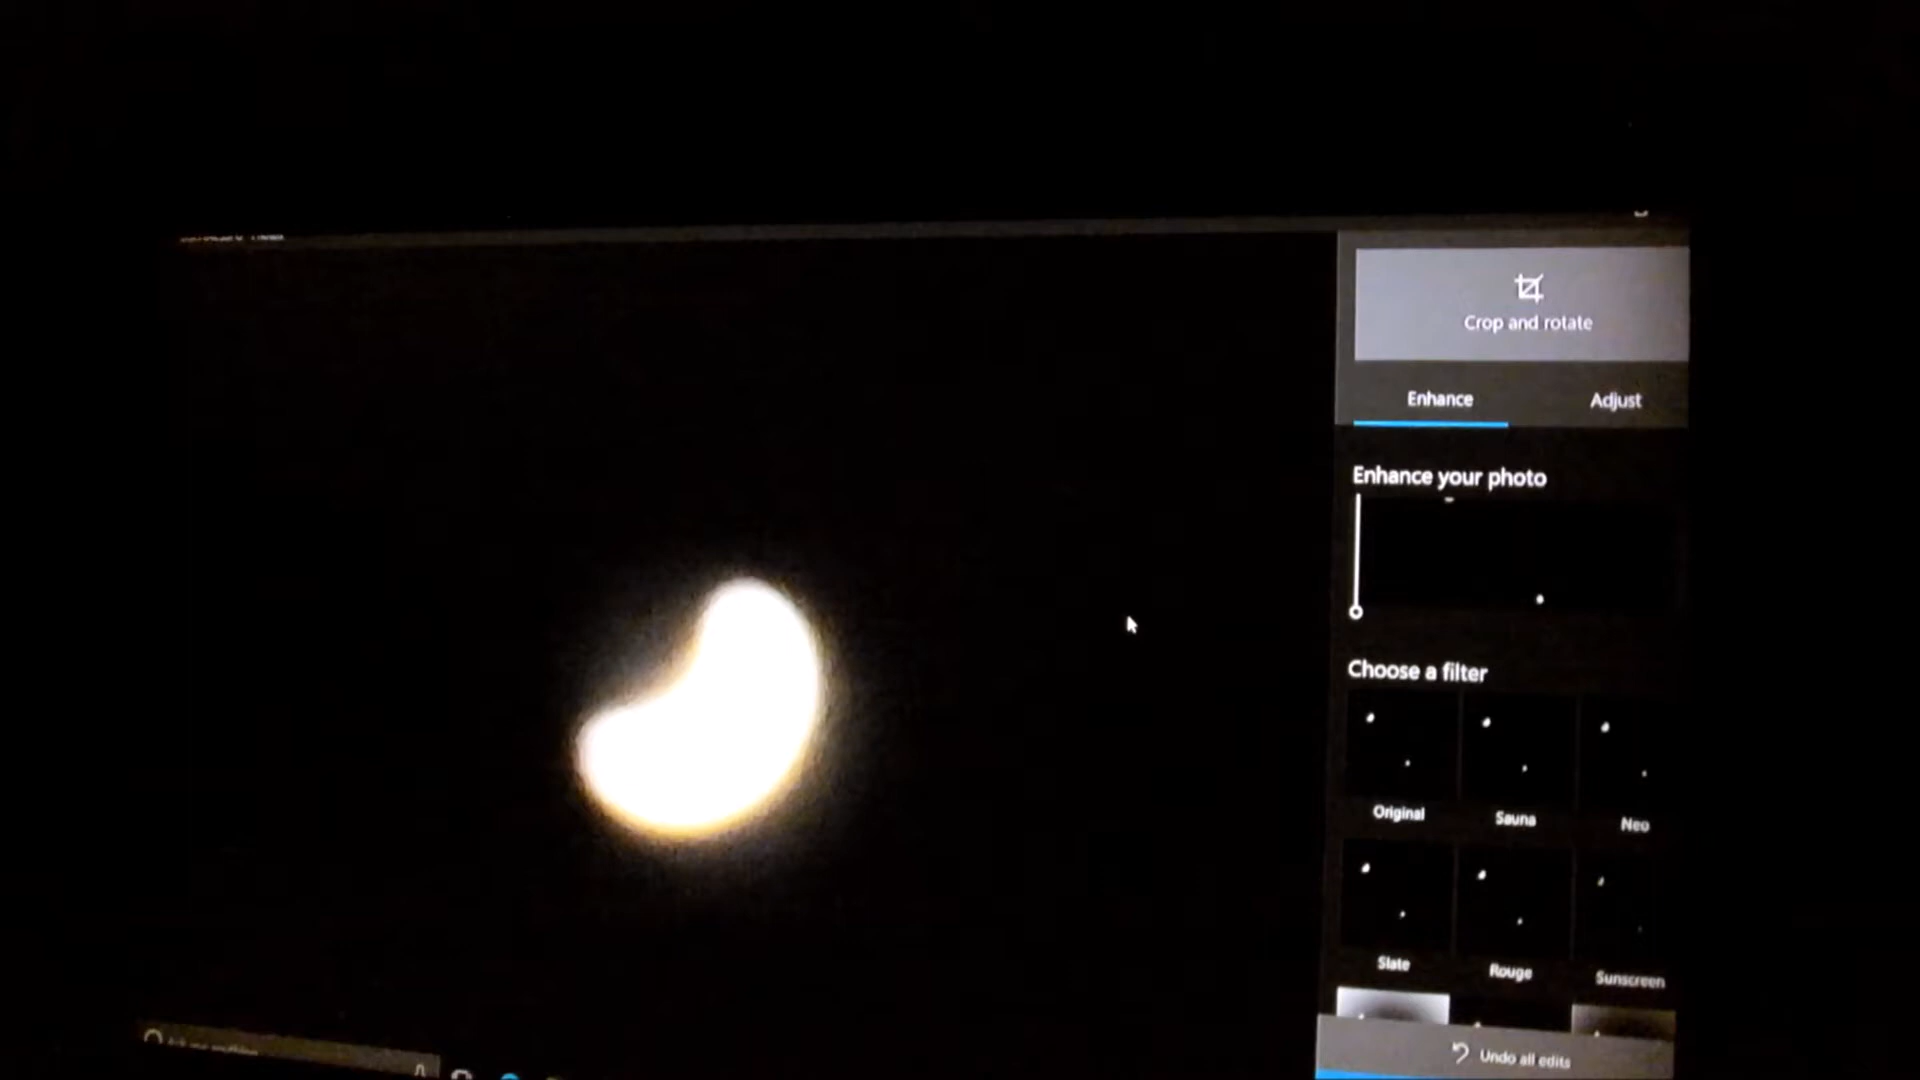 Crop and rotate
Enhance Adjust
Enhance your photo
Choose a filter
Original Sauna Neo
Slate Rouge Sunscreen
Undo all edits